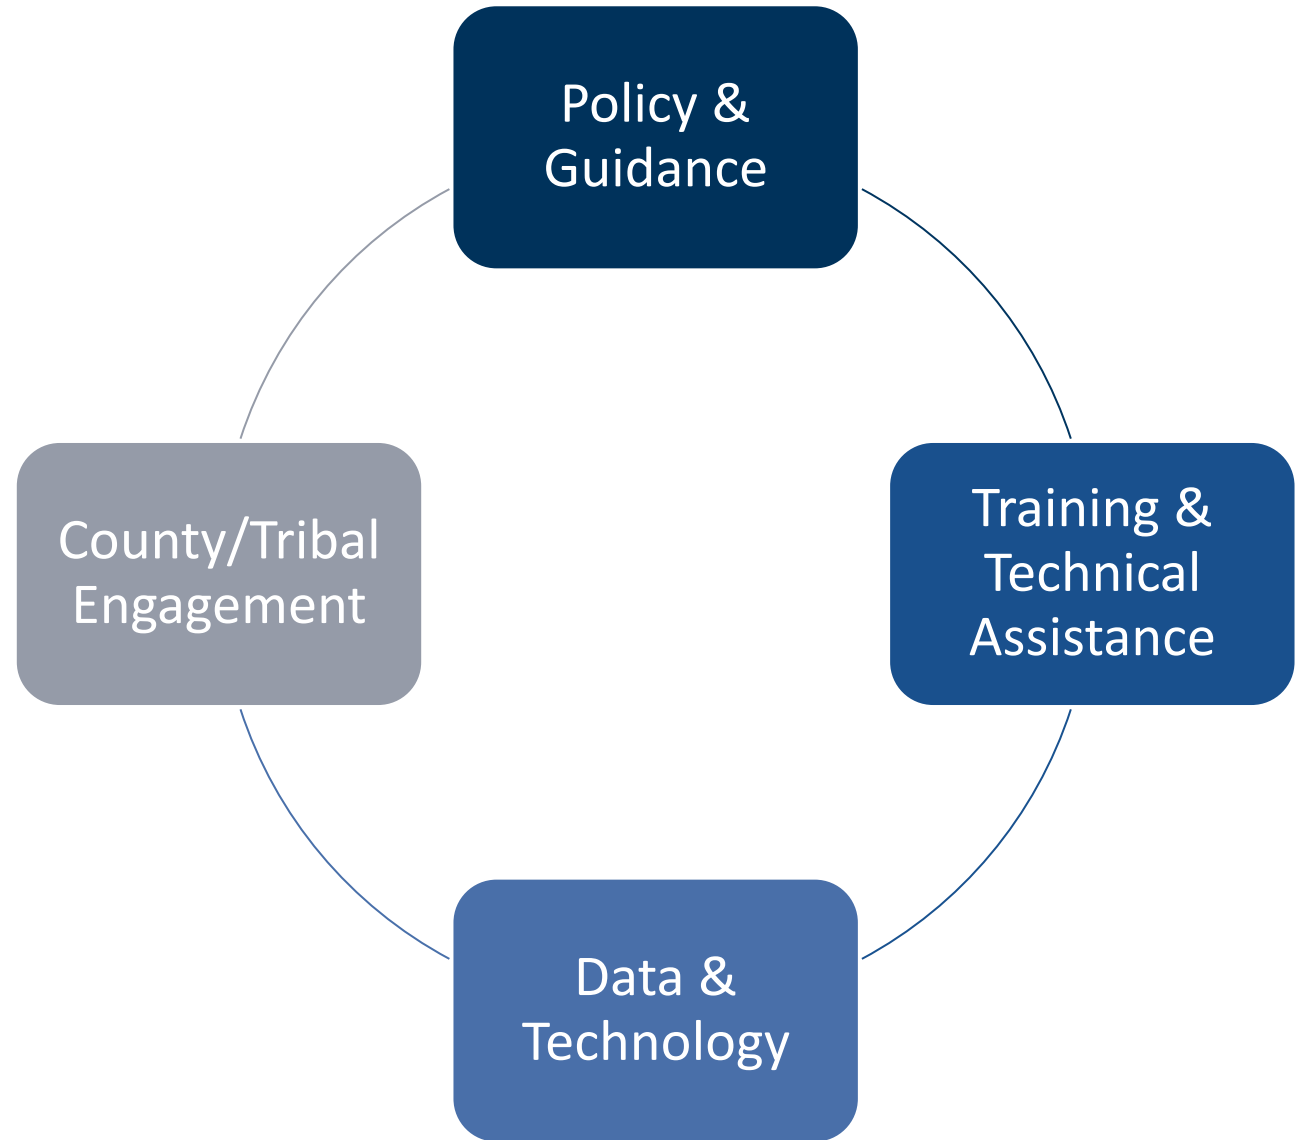 Policy &
Guidance
County/Tribal
Engagement
Training &
Technical
Assistance
Data &
Technology